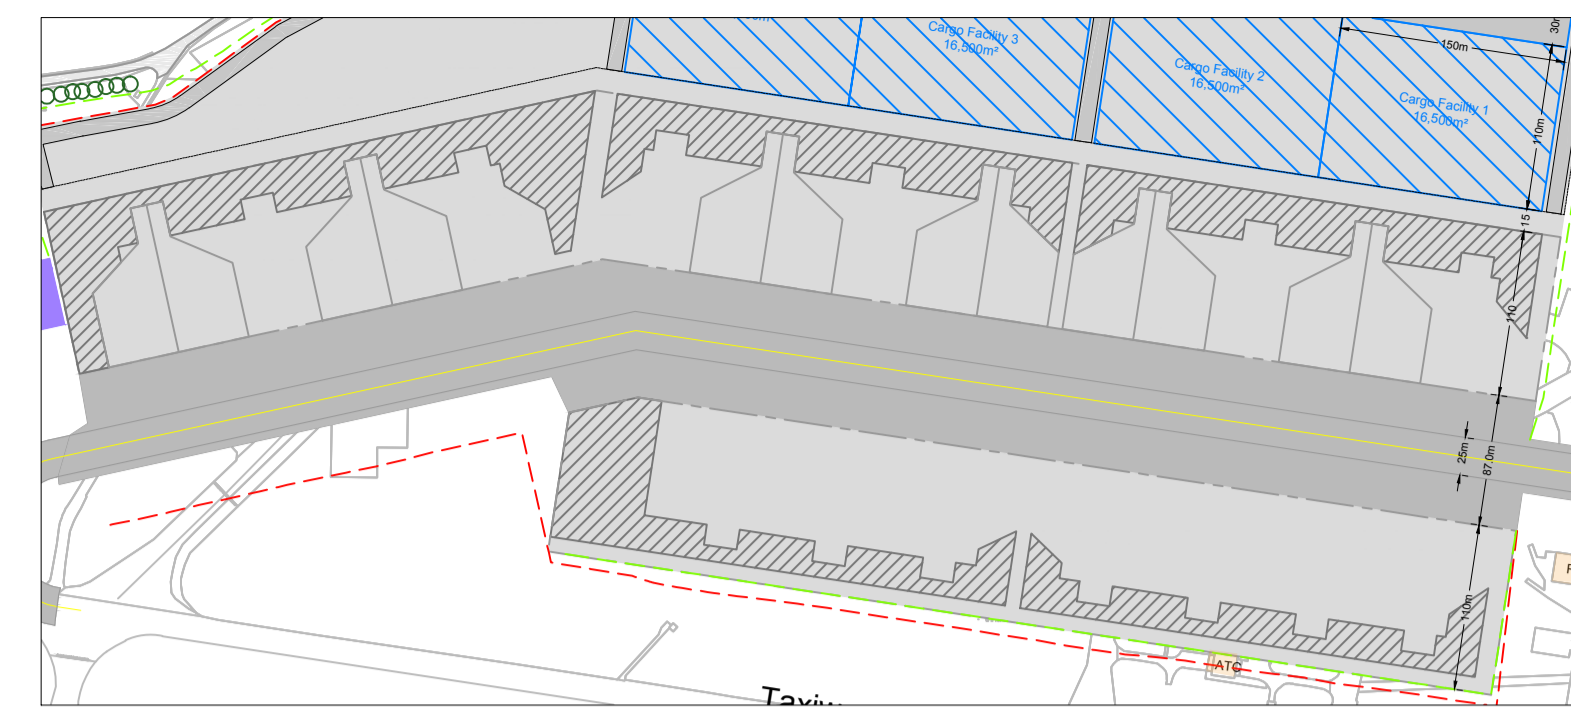 Cargo Facility 3
16,500m²
Cargo Facility 2
16,500m²
Cargo Facility 1
16,500m²
150m
110m
15
110
25m
87.0m
110m
ATC